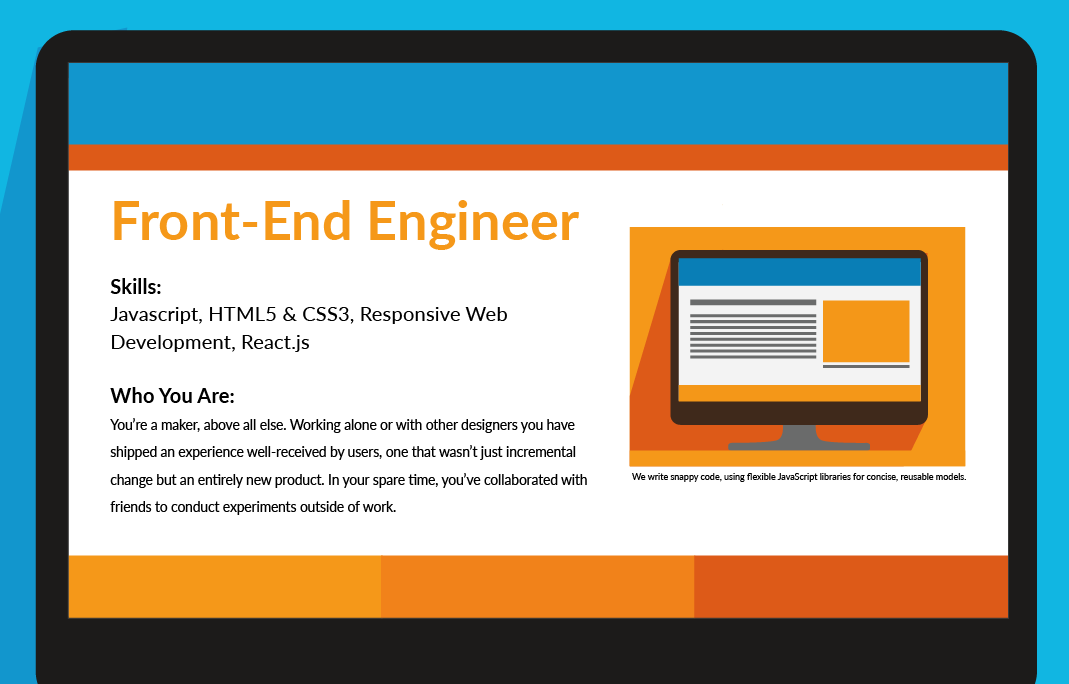 Front-End Engineer
Skills:
Javascript, HTML5 & CSS3, Responsive Web
Development, React.js
Who You Are:
You’re a maker, above all else. Working alone or with other designers you have
shipped an experience well-received by users, one that wasn’t just incremental
change but an entirely new product. In your spare time, you’ve collaborated with
friends to conduct experiments outside of work.
We write snappy code, using flexible JavaScript libraries for concise, reusable models.